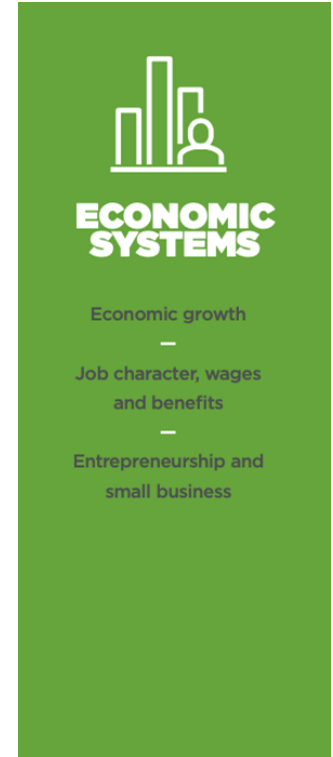 ECONOMIC
SYSTEMS
Economic growth
Job character, wages
and benefits
Entrepreneurship and
small business